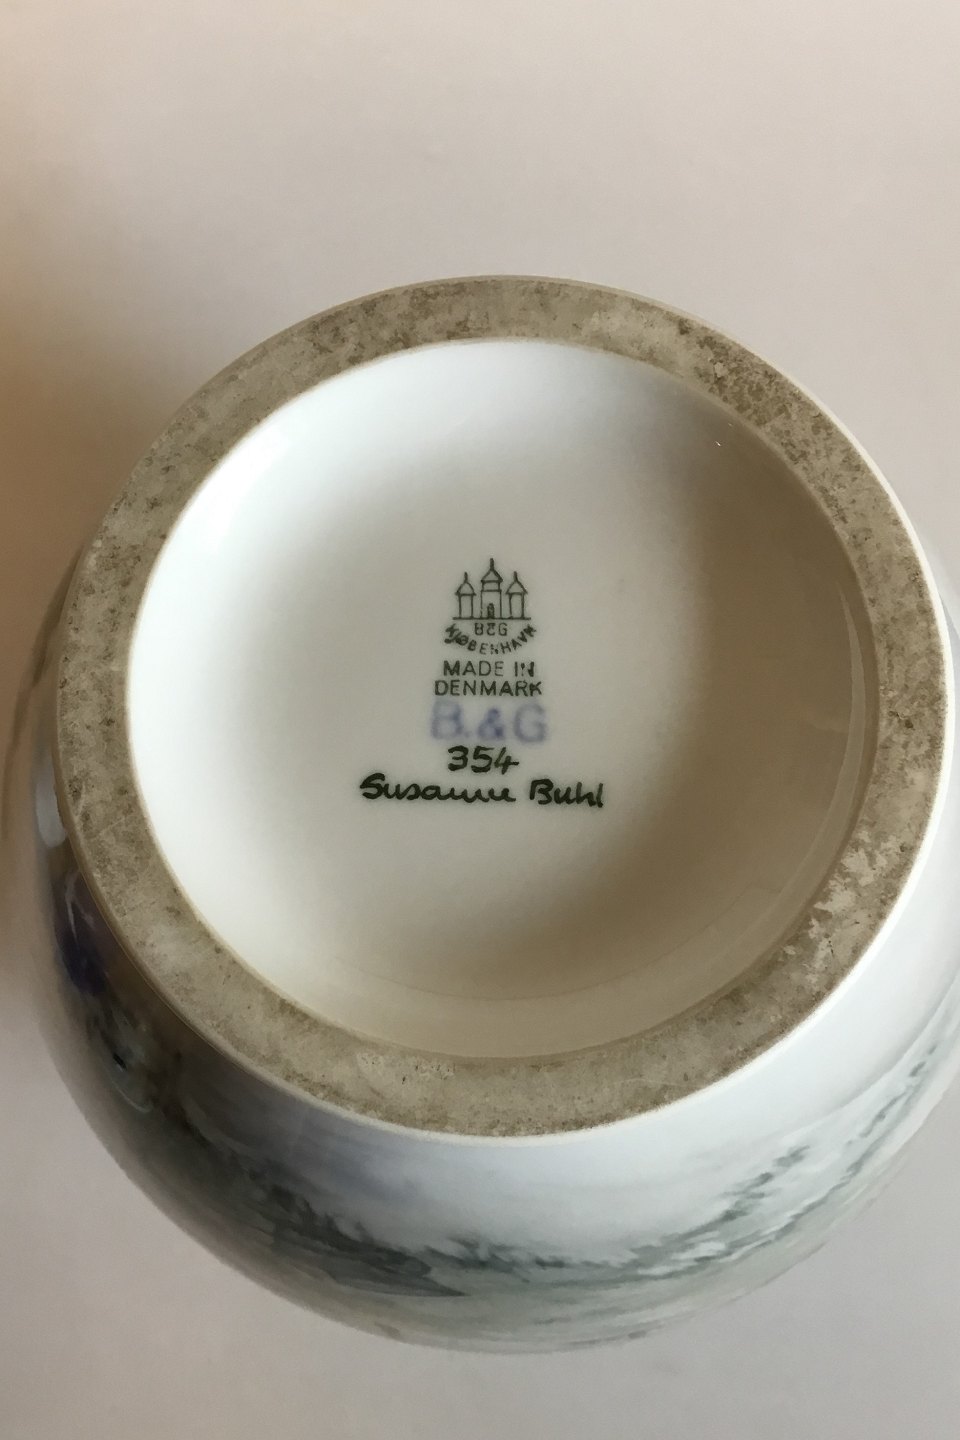 B&G
KJØBENHAVN
MADE IN
DENMARK
B.&G
354
Susanne Buhl